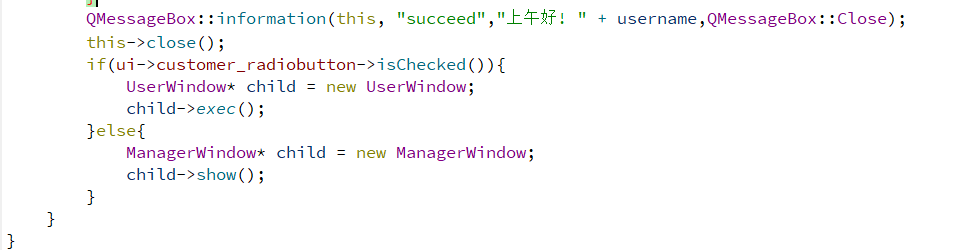 }
QMessageBox::information(this, "succeed","上午好! " + username,QMessageBox::Close);
this->close();
if(ui->customer_radiobutton->isChecked()){
UserWindow* child = new UserWindow;
child->exec();
}else{
ManagerWindow* child = new ManagerWindow;
child->show();
}
}
}